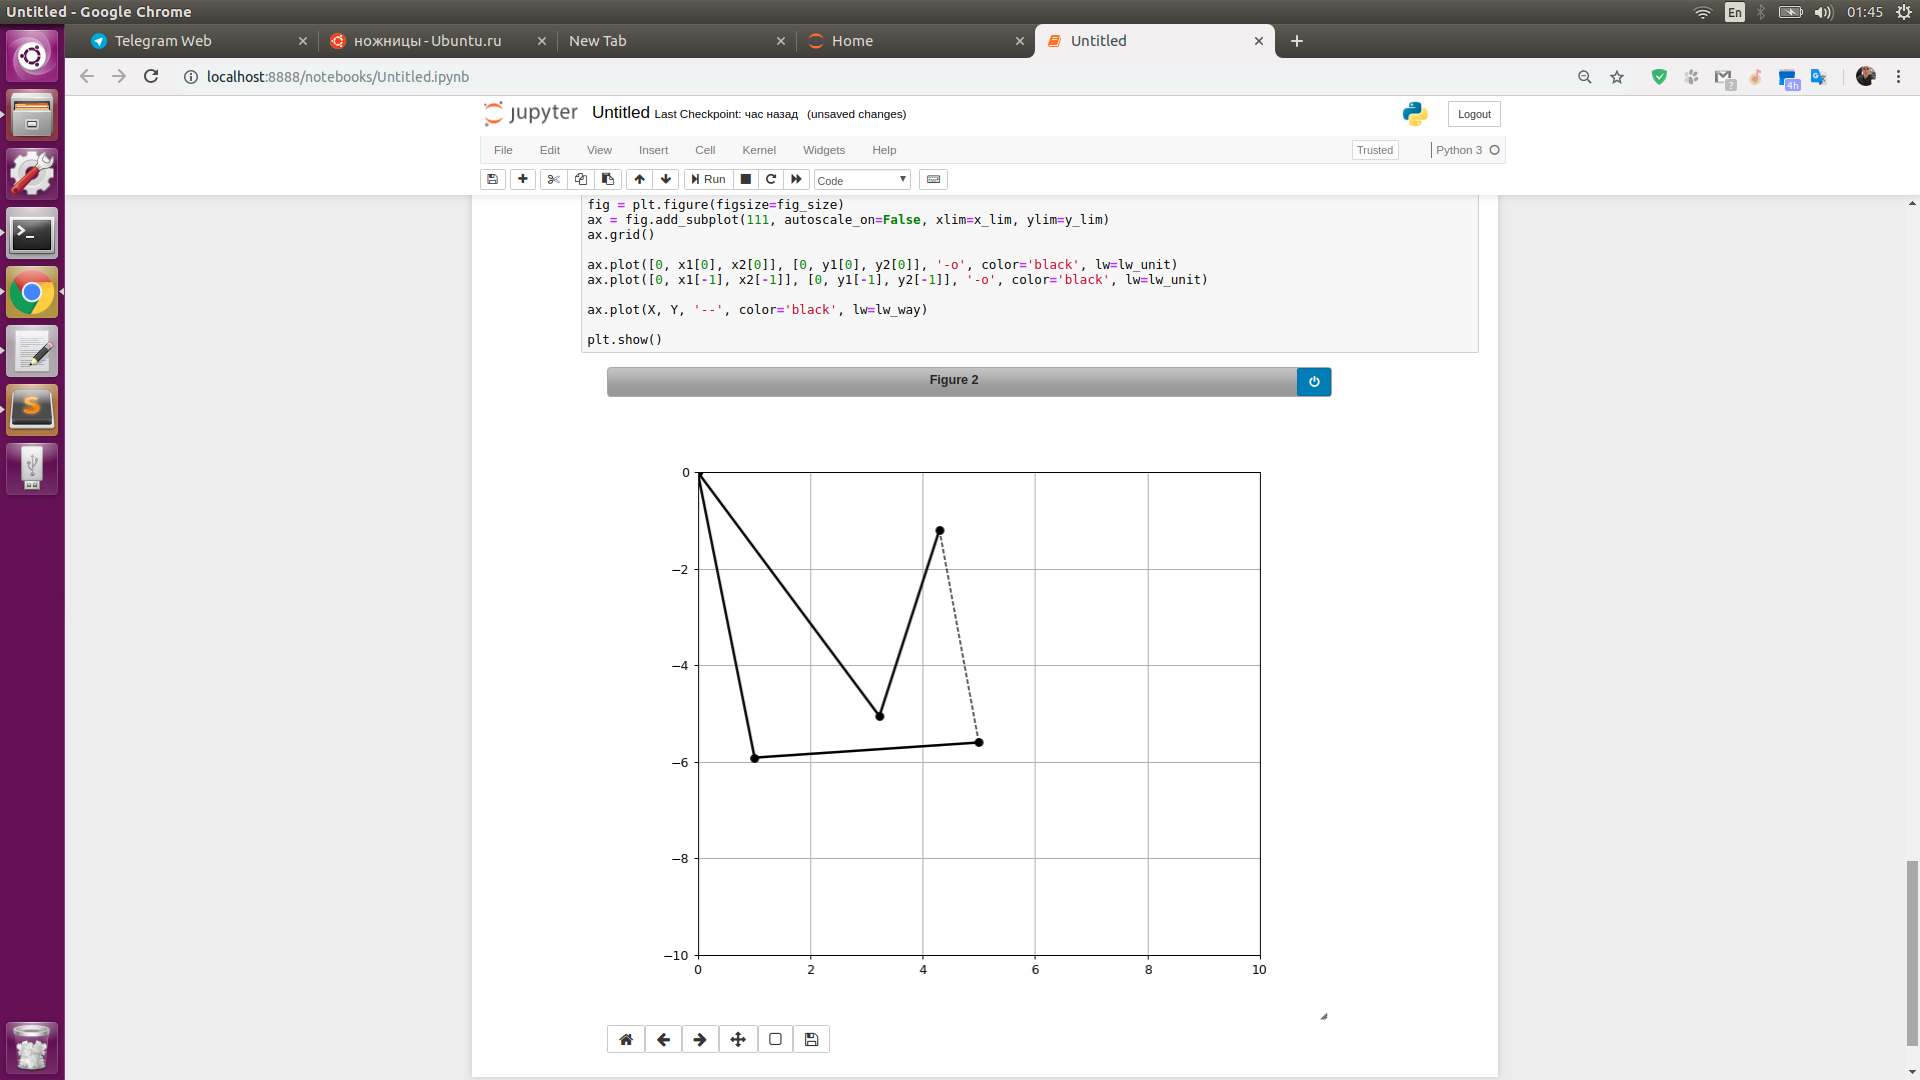 Untitled - Google Chrome
En
01:45
Telegram Web
ножницы - Ubuntu.ru
New Tab
Home
Untitled
localhost:8888/notebooks/Untitled.ipynb
?
4h
jupyter
Untitled Last Checkpoint: час назад (unsaved changes)
Logout
File Edit View Insert Cell Kernel Widgets Help
Trusted
Python 3
Run
Code
fig = plt.figure(figsize=fig_size)
ax = fig.add_subplot(111, autoscale_on=False, xlim=x_lim, ylim=y_lim)
ax.grid()
ax.plot([0, x1[0], x2[0]], [0, y1[0], y2[0]], '-o', color='black', lw=lw_unit)
ax.plot([0, x1[-1], x2[-1]], [0, y1[-1], y2[-1]], '-o', color='black', lw=lw_unit)
ax.plot(X, Y, '--', color='black', lw=lw_way)
plt.show()
Figure 2
0
−2
−4
−6
−8
−10
0 2 4 6 8 10